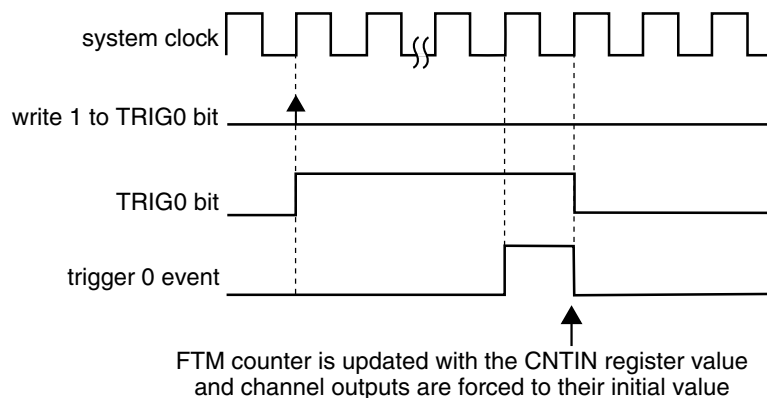 system clock
write 1 to TRIG0 bit
TRIG0 bit
trigger 0 event
FTM counter is updated with the CNTIN register value
and channel outputs are forced to their initial value